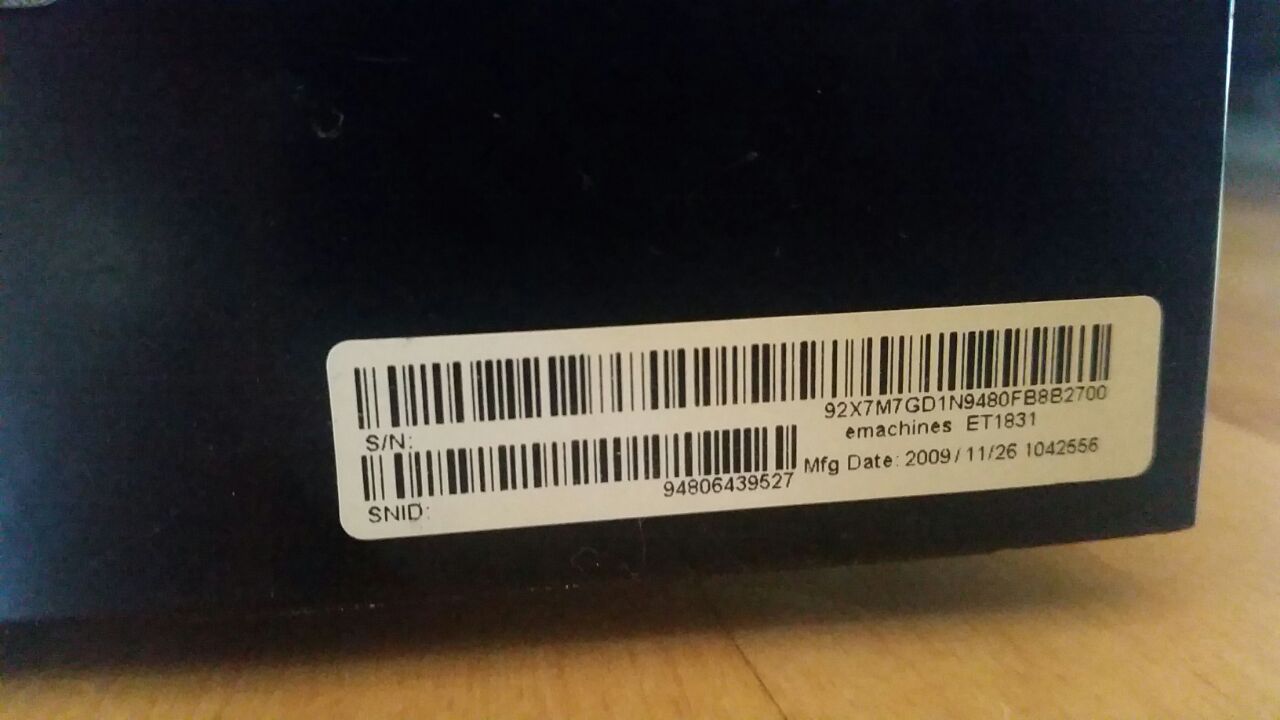 S/N: 92X7M7GD1N9480FB8B2700
emachines ET1831
SNID: 94806439527
Mfg Date: 2009/11/26 1042556